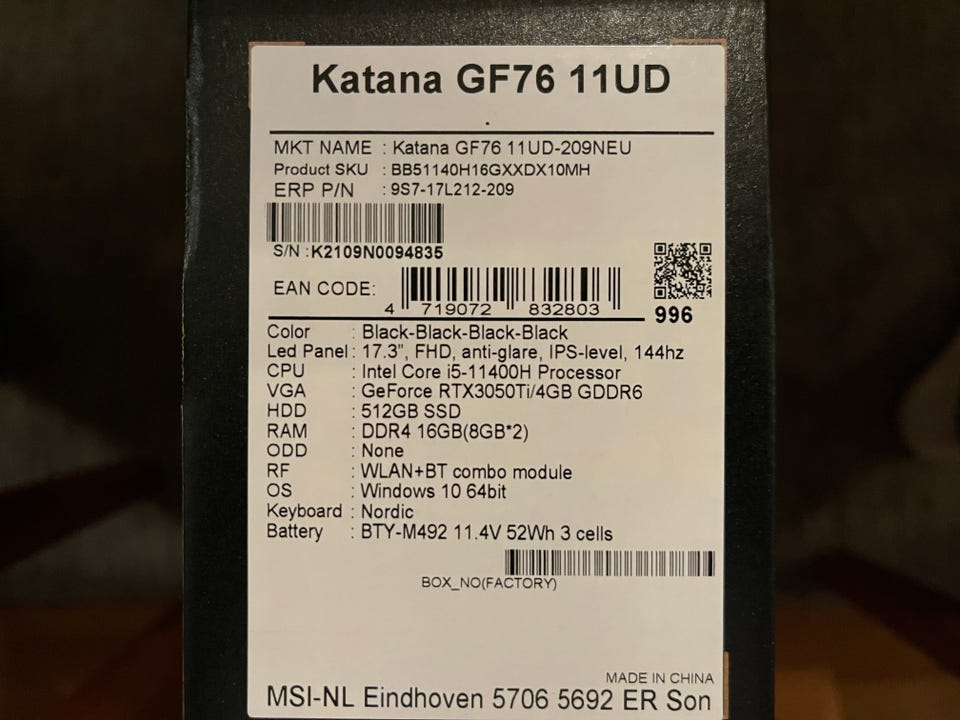 Katana GF76 11UD
MKT NAME : Katana GF76 11UD-209NEU
Product SKU : BB51140H16GXXDX10MH
ERP P/N : 9S7-17L212-209
S/N :K2109N0094835
EAN CODE:
4 719072 832803
996
Color : Black-Black-Black-Black
Led Panel : 17.3", FHD, anti-glare, IPS-level, 144hz
CPU : Intel Core i5-11400H Processor
VGA : GeForce RTX3050Ti/4GB GDDR6
HDD : 512GB SSD
RAM : DDR4 16GB(8GB*2)
ODD : None
RF : WLAN+BT combo module
OS : Windows 10 64bit
Keyboard : Nordic
Battery : BTY-M492 11.4V 52Wh 3 cells
BOX_NO(FACTORY)
MADE IN CHINA
MSI-NL Eindhoven 5706 5692 ER Son